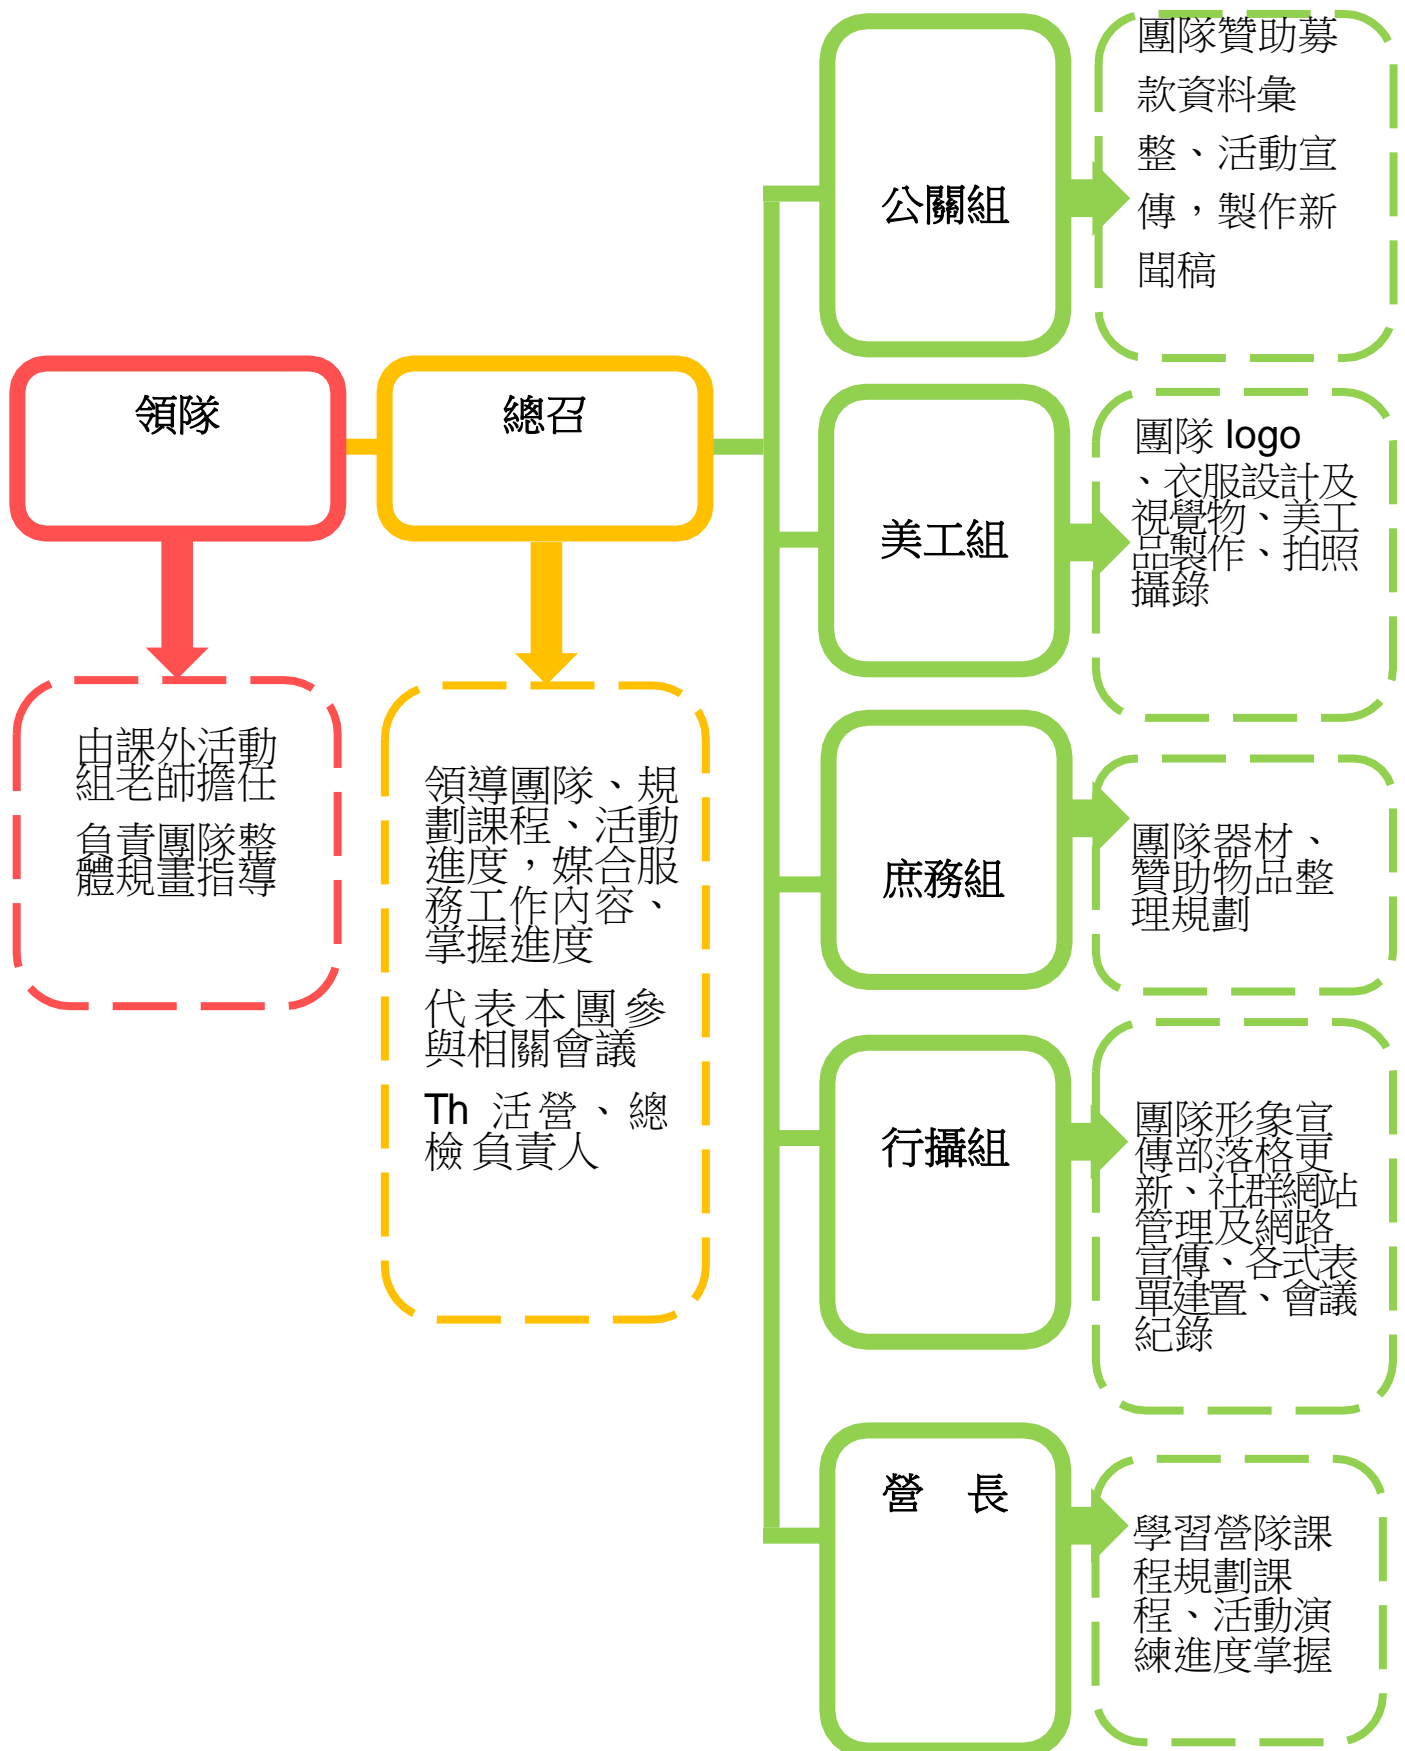 領隊
由課外活動
組老師擔任
負責團隊整
體規畫指導
總召
領導團隊、規
劃課程、活動
進度，媒合服
務工作內容、
掌握進度
代表本團參
與相關會議
Th 活營、總
檢負責人
公關組
團隊贊助募
款資料彙
整、活動宣
傳，製作新
聞稿
美工組
團隊 logo
、衣服設計及
視覺物、美工
品製作、拍照
攝錄
庶務組
團隊器材、
贊助物品整
理規劃
行攝組
團隊形象宣
傳部落格更
新、社群網站
管理及網路
宣傳、各式表
單建置、會議
紀錄
營 長
學習營隊課
程規劃課
程、活動演
練進度掌握